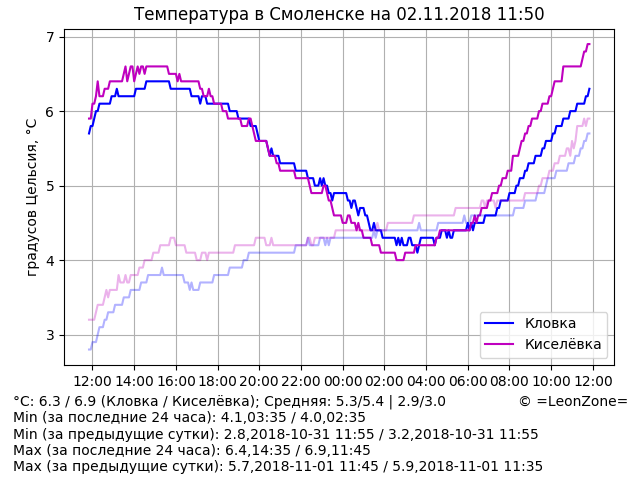 Температура в Смоленске на 02.11.2018 11:50
градусов Цельсия, °C
7
6
5
4
3
Кловка
Киселёвка
12:00 14:00 16:00 18:00 20:00 22:00 00:00 02:00 04:00 06:00 08:00 10:00 12:00
°C: 6.3 / 6.9 (Кловка / Киселёвка); Средняя: 5.3/5.4 | 2.9/3.0 © =LeonZone=
Min (за последние 24 часа): 4.1,03:35 / 4.0,02:35
Min (за предыдущие сутки): 2.8,2018-10-31 11:55 / 3.2,2018-10-31 11:55
Max (за последние 24 часа): 6.4,14:35 / 6.9,11:45
Max (за предыдущие сутки): 5.7,2018-11-01 11:45 / 5.9,2018-11-01 11:35